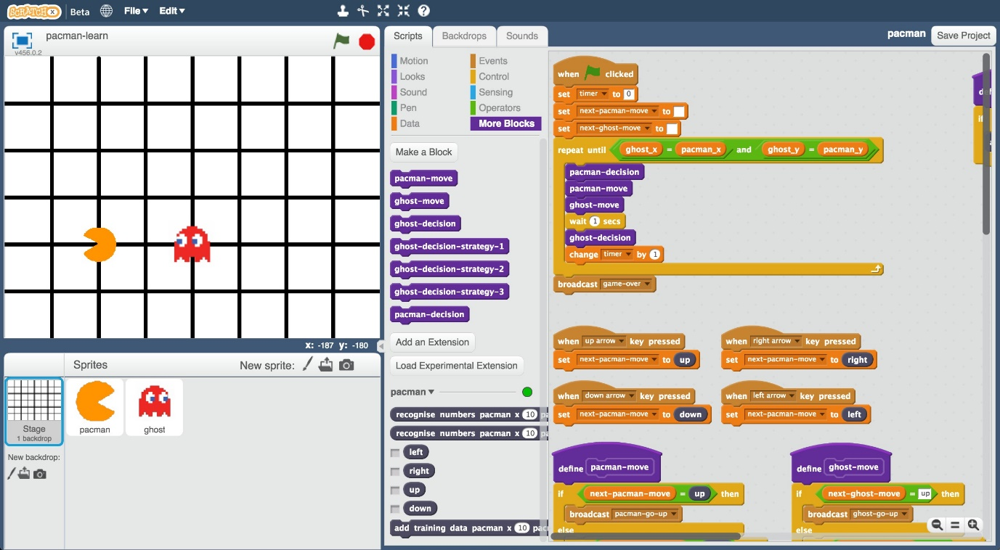 SCRATCHX Beta File▼ Edit▼
pacman-learn
v456.0.2
Scripts Backdrops Sounds
pacman Save Project
Motion Events
Looks Control
Sound Sensing
Pen Operators
Data More Blocks
Make a Block
pacman-move
ghost-move
ghost-decision
ghost-decision-strategy-1
ghost-decision-strategy-2
ghost-decision-strategy-3
pacman-decision
Add an Extension
Load Experimental Extension
pacman▼
recognise numbers pacman x 10 pa
recognise numbers pacman x 10 pa
left
right
up
down
add training data pacman x 10 pac
x: -187 y: -180
Sprites New sprite:
Stage
1 backdrop
New backdrop:
pacman
ghost
when clicked
set timer to 0
set next-pacman-move to
set next-ghost-move to
repeat until ghost_x = pacman_x and ghost_y = pacman_y
pacman-decision
pacman-move
ghost-move
wait 1 secs
ghost-decision
change timer by 1
broadcast game-over
when up arrow key pressed
set next-pacman-move to up
when right arrow key pressed
set next-pacman-move to right
when down arrow key pressed
set next-pacman-move to down
when left arrow key pressed
set next-pacman-move to left
define pacman-move
if next-pacman-move = up then
broadcast pacman-go-up
else
define ghost-move
if next-ghost-move = up then
broadcast ghost-go-up
else
if